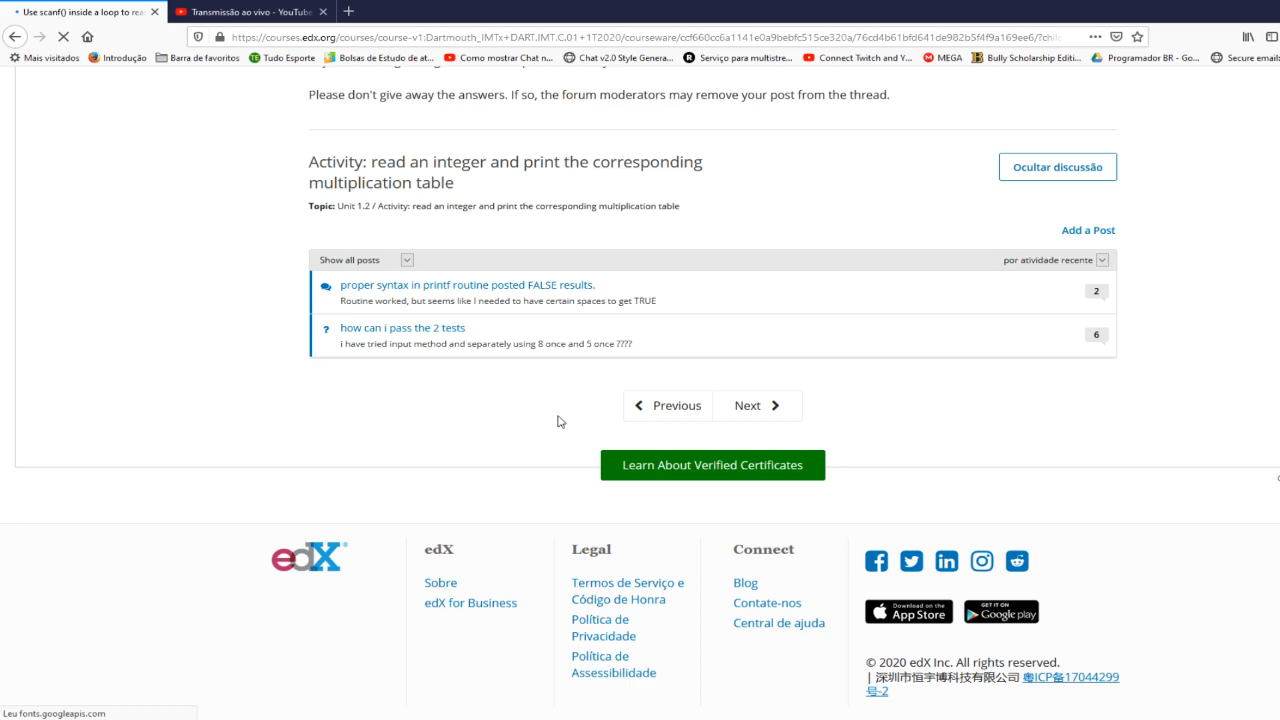 Use scanf() inside a loop to rea
Transmissão ao vivo - YouTube
https://courses.edx.org/courses/course-v1:Dartmouth_IMTx+DART.IMT.C.01+1T2020/courseware/ccf660cc6a1141e0a9bebfc515ce320a/76cd4b61bfd641de982b5f4f9a169ee6/?chil
Mais visitados
Introdução
Barra de favoritos
Tudo Esporte
Bolsas de Estudo de at...
Como mostrar Chat n...
Chat v2.0 Style Genera...
Serviço para multistre...
Connect Twitch and Y...
MEGA
Bully Scholarship Editi...
Programador BR - Go...
Secure email:
Please don't give away the answers. If so, the forum moderators may remove your post from the thread.
Activity: read an integer and print the corresponding
multiplication table
Ocultar discussão
Topic: Unit 1.2 / Activity: read an integer and print the corresponding multiplication table
Add a Post
Show all posts
por atividade recente
proper syntax in printf routine posted FALSE results.
Routine worked, but seems like I needed to have certain spaces to get TRUE
2
how can i pass the 2 tests
i have tried input method and separately using 8 once and 5 once ????
6
Previous
Next
Learn About Verified Certificates
edX
edX
Sobre
edX for Business
Legal
Termos de Serviço e
Código de Honra
Política de
Privacidade
Política de
Acessibilidade
Connect
Blog
Contate-nos
Central de ajuda
Download on the
App Store
GET IT ON
Google play
© 2020 edX Inc. All rights reserved.
| 深圳市恒宇博科技有限公司 粤ICP备17044299
号-2
Leu fonts.googleapis.com